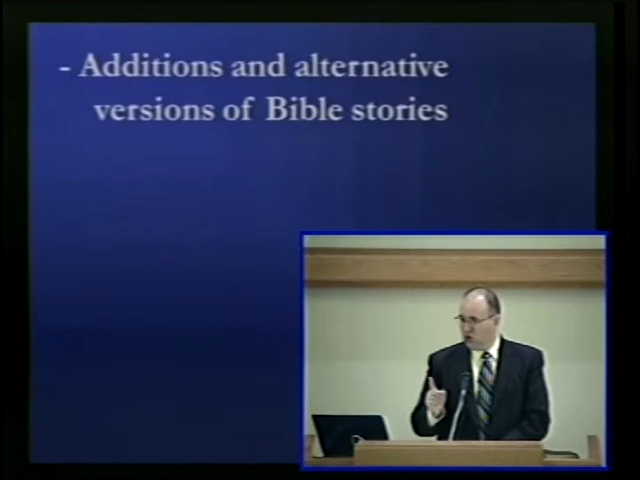 - Additions and alternative
versions of Bible stories